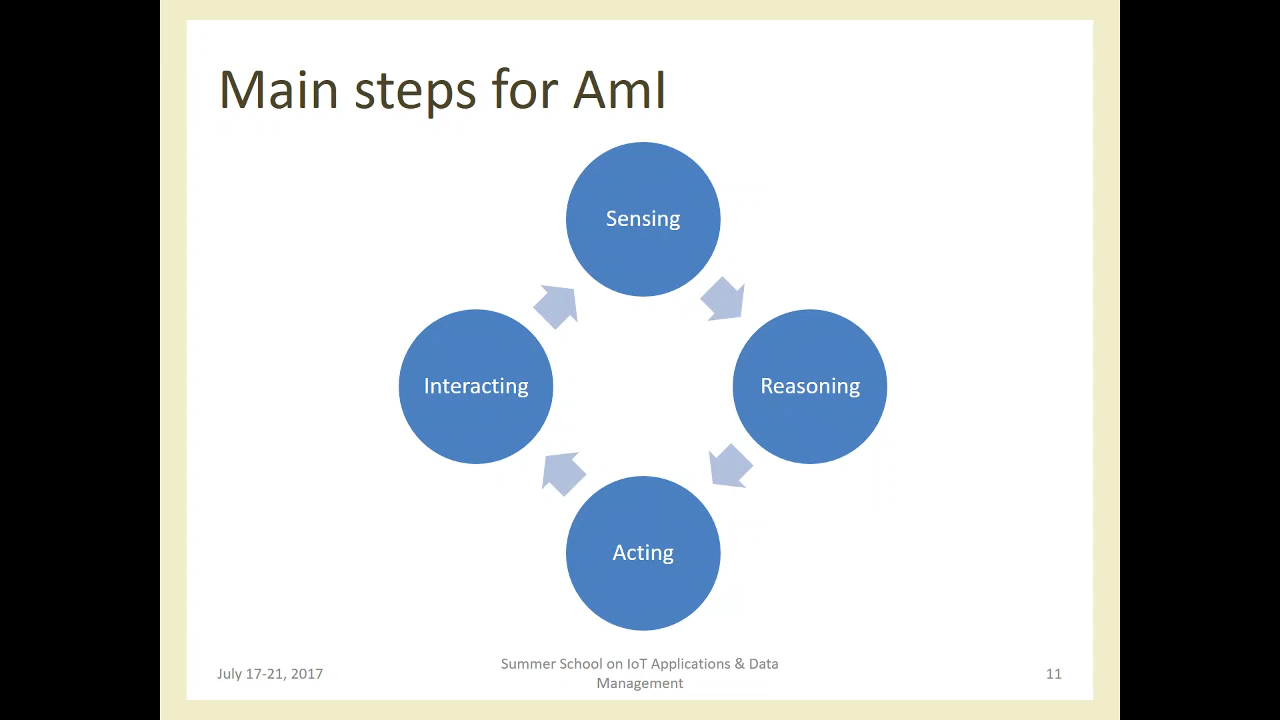 Main steps for AmI
Sensing
Interacting
Reasoning
Acting
July 17-21, 2017
Summer School on IoT Applications & Data
Management
11